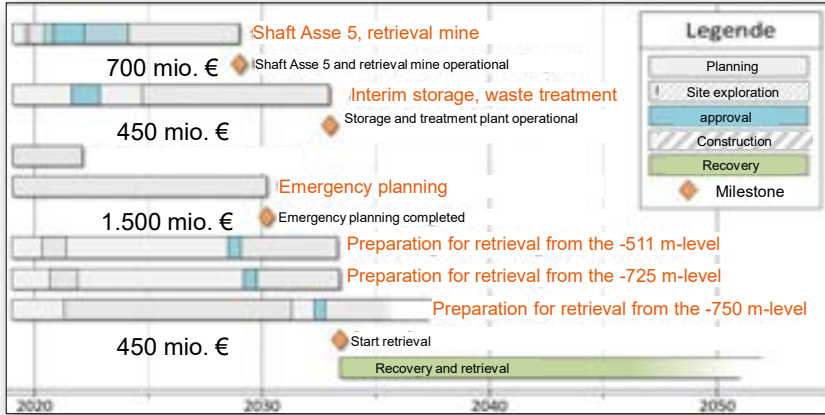 Shaft Asse 5, retrieval mine
700 mio. €
Shaft Asse 5 and retrieval mine operational
Interim storage, waste treatment
450 mio. €
Storage and treatment plant operational
Emergency planning
1.500 mio. €
Emergency planning completed
Preparation for retrieval from the -511 m-level
Preparation for retrieval from the -725 m-level
Preparation for retrieval from the -750 m-level
450 mio. €
Start retrieval
Recovery and retrieval
2020 2030 2040 2050
Legende
Planning
Site exploration
approval
Construction
Recovery
Milestone